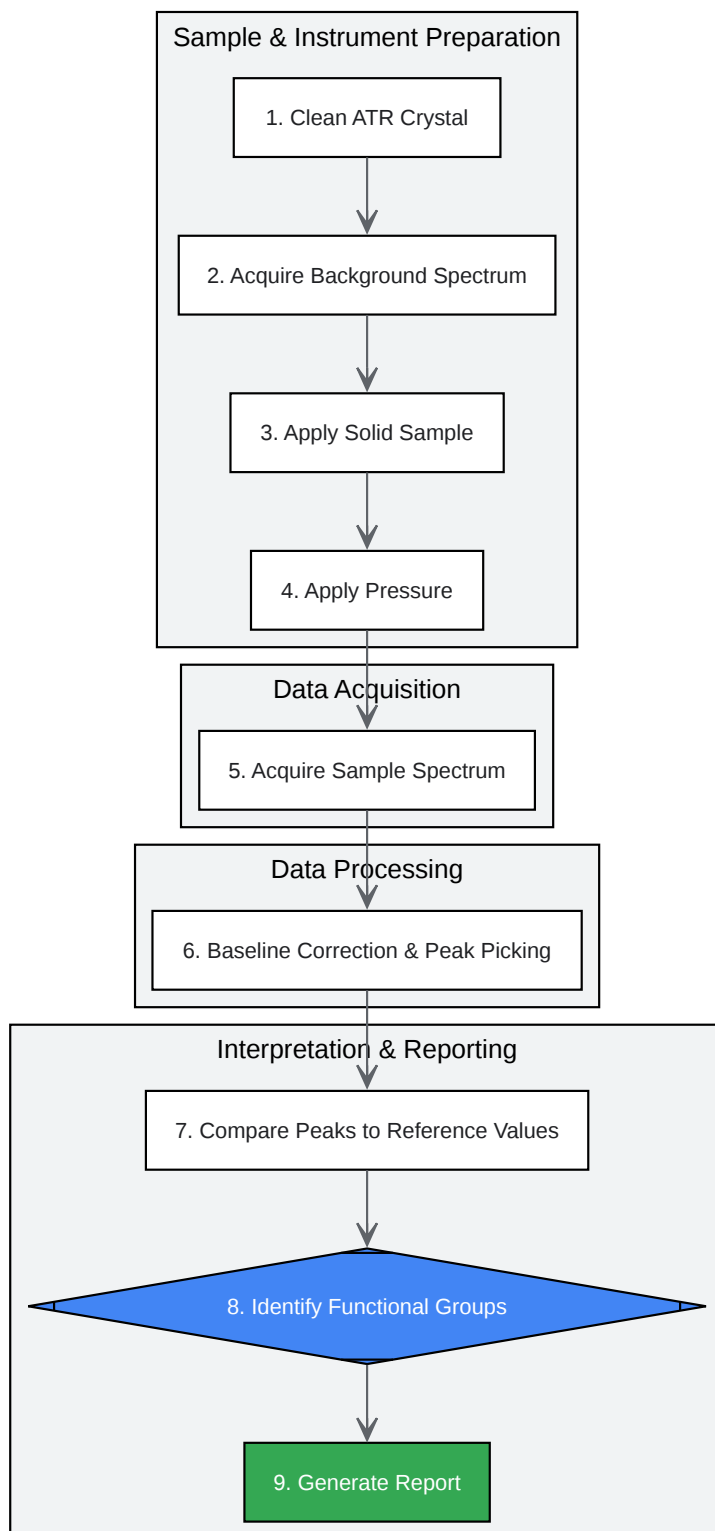 Sample & Instrument Preparation
1. Clean ATR Crystal
2. Acquire Background Spectrum
3. Apply Solid Sample
4. Apply Pressure
Data Acquisition
5. Acquire Sample Spectrum
Data Processing
6. Baseline Correction & Peak Picking
Interpretation & Reporting
7. Compare Peaks to Reference Values
8. Identify Functional Groups
9. Generate Report